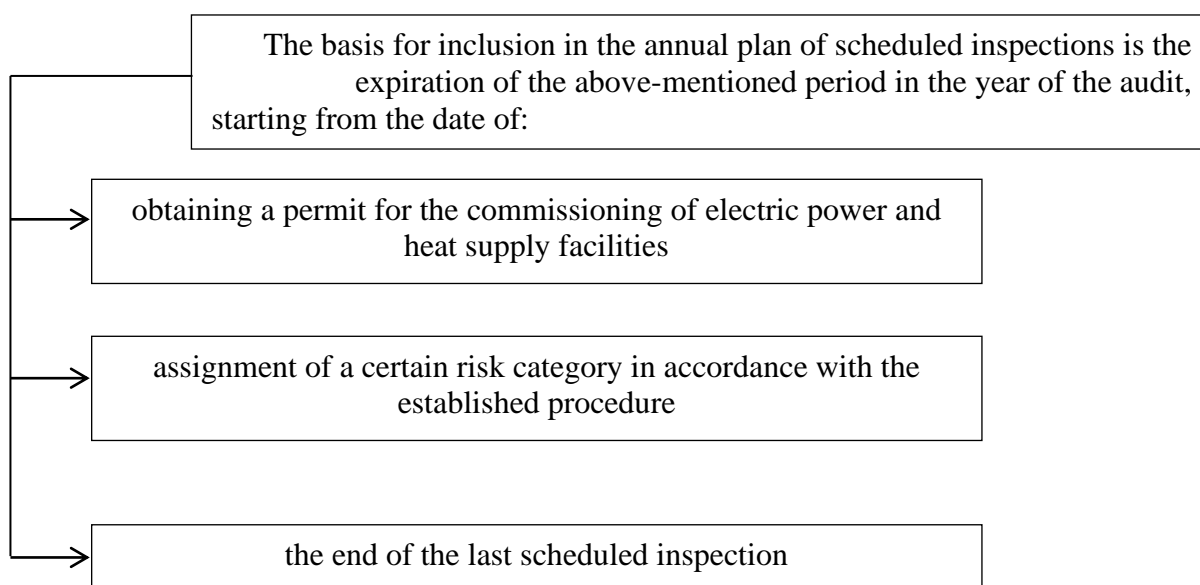 The basis for inclusion in the annual plan of scheduled inspections is the
expiration of the above-mentioned period in the year of the audit,
starting from the date of:
obtaining a permit for the commissioning of electric power and
heat supply facilities
assignment of a certain risk category in accordance with the
established procedure
the end of the last scheduled inspection